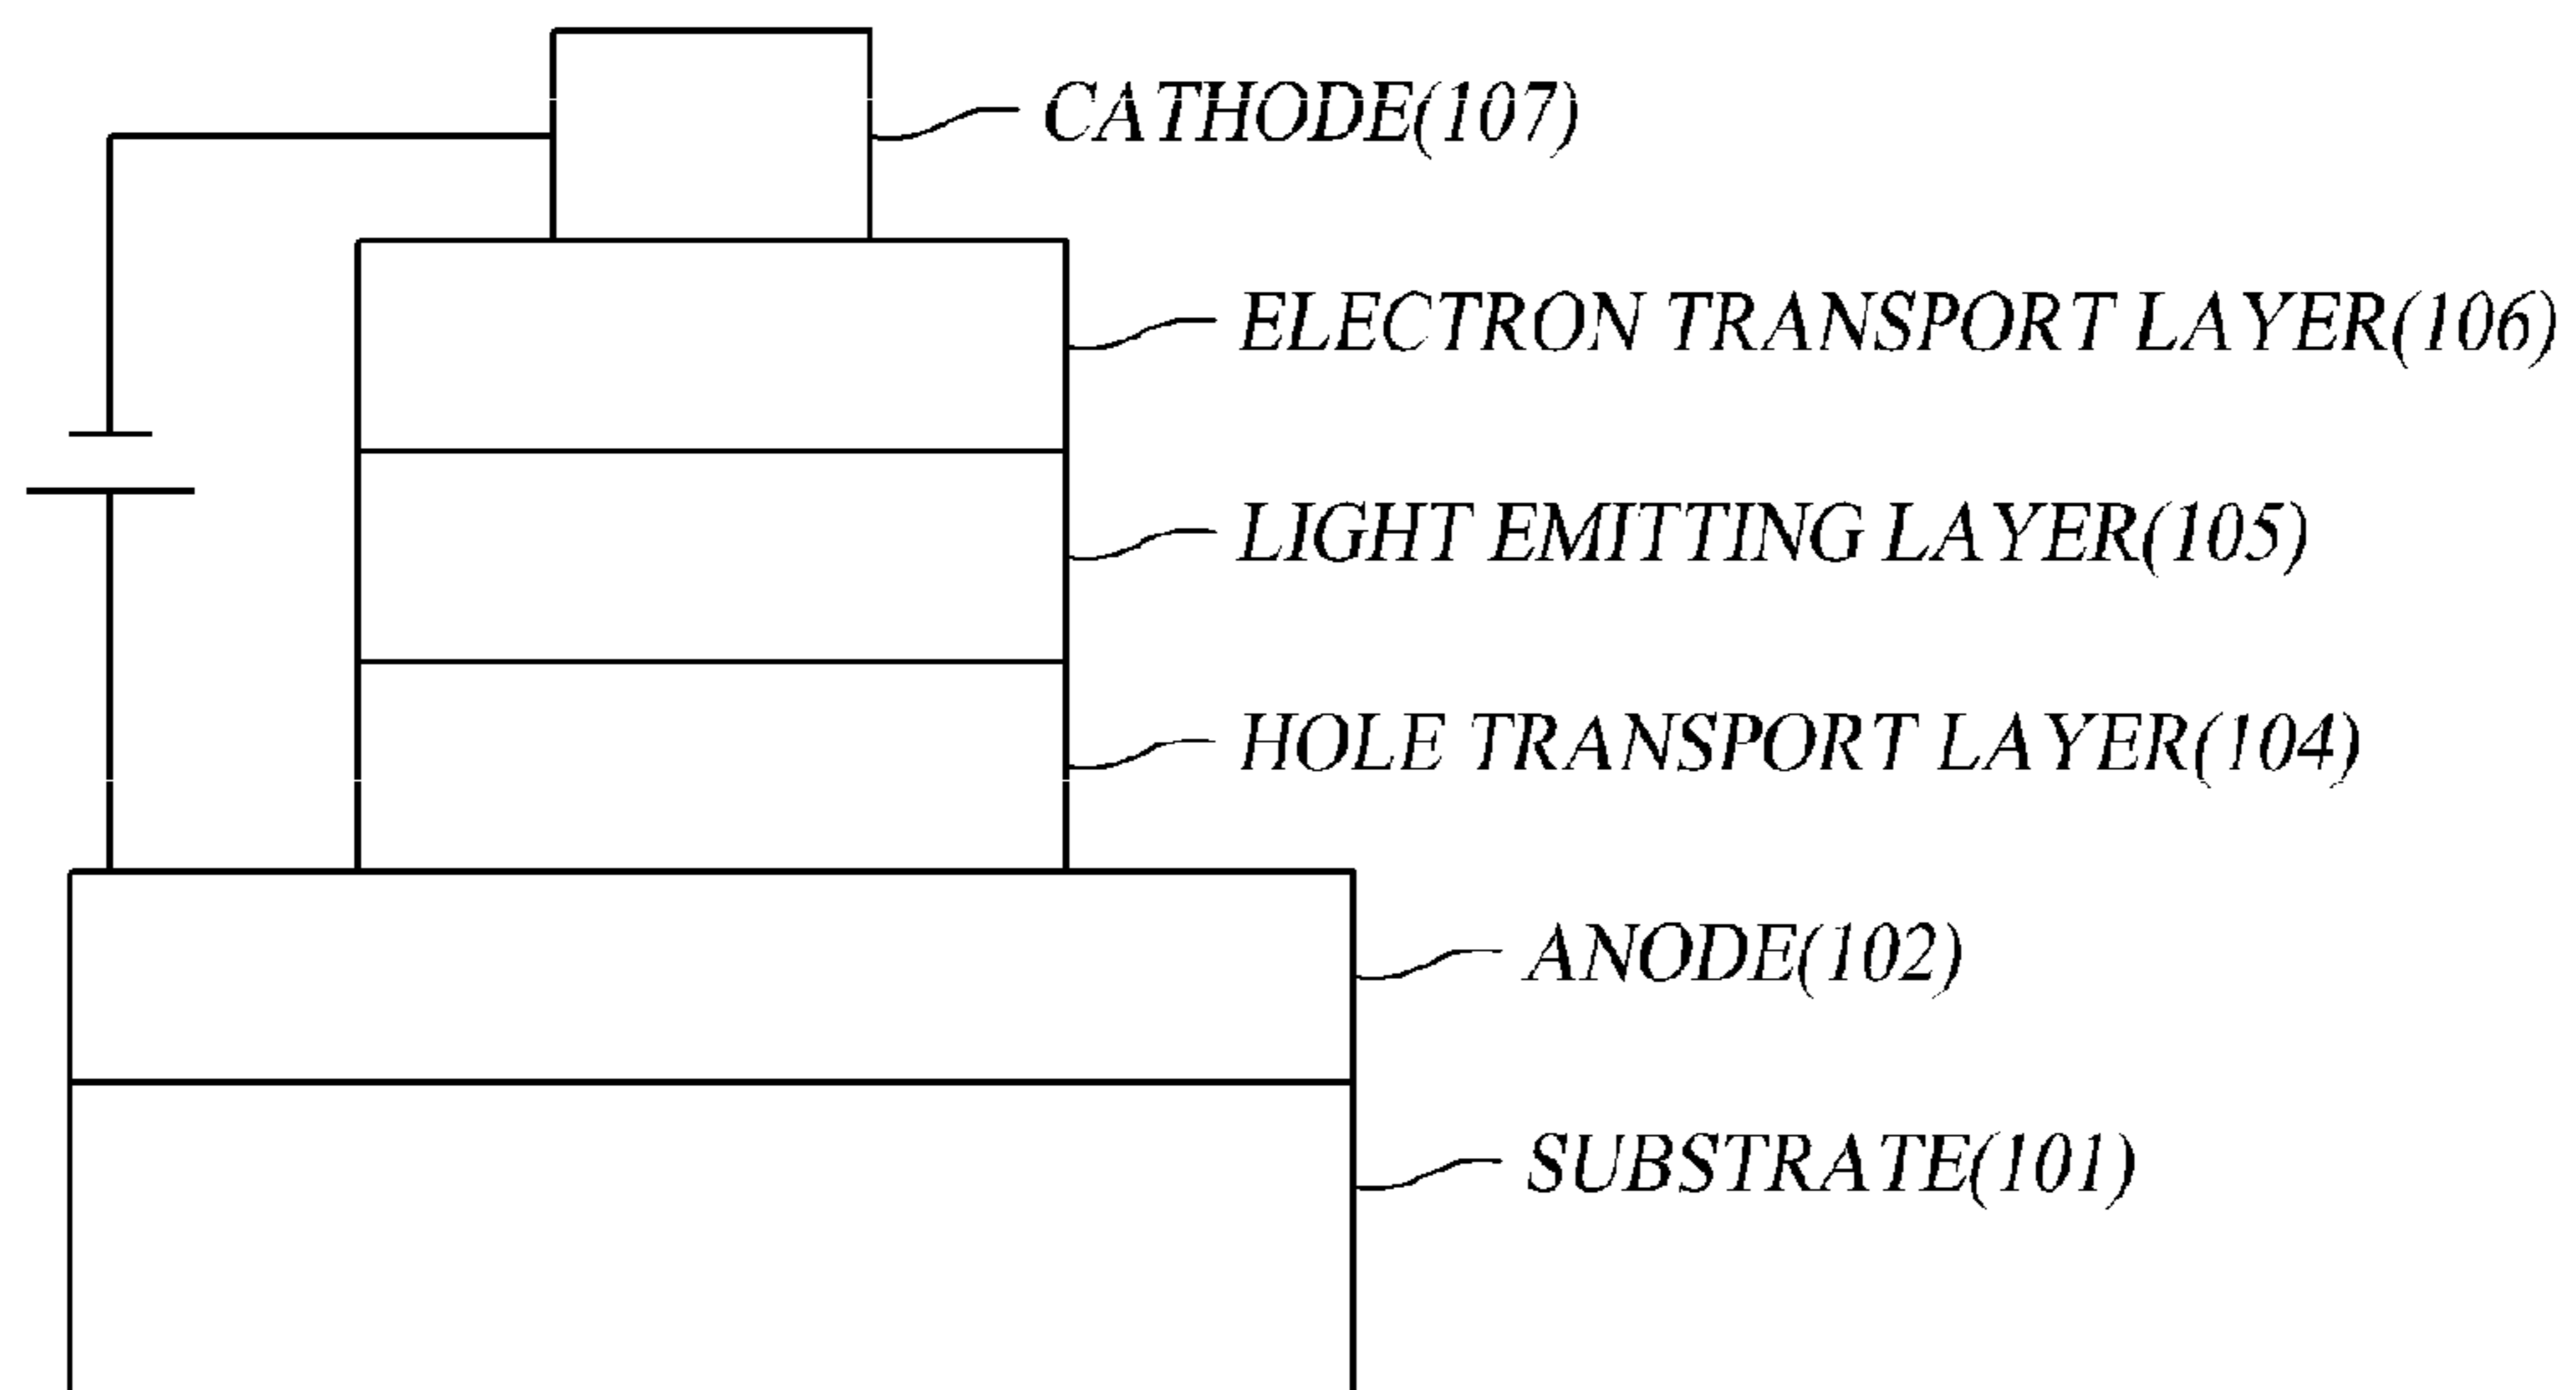 CATHODE(107)
ELECTRON TRANSPORT LAYER(106)
LIGHT EMITTING LAYER(105)
HOLE TRANSPORT LAYER(104)
ANODE(102)
SUBSTRATE(101)